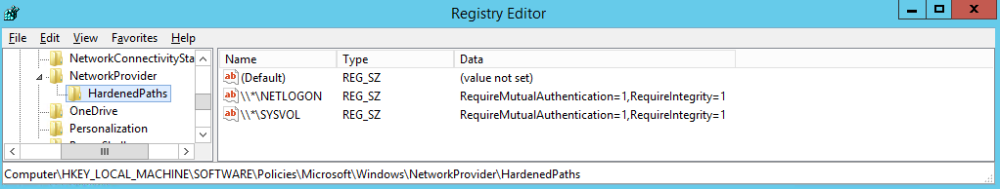 Registry Editor
File Edit View Favorites Help
NetworkConnectivitySta
NetworkProvider
HardenedPaths
OneDrive
Personalization
Name Type Data
(Default) REG_SZ (value not set)
\\*\NETLOGON REG_SZ RequireMutualAuthentication=1,RequireIntegrity=1
\\*\SYSVOL REG_SZ RequireMutualAuthentication=1,RequireIntegrity=1
Computer\HKEY_LOCAL_MACHINE\SOFTWARE\Policies\Microsoft\Windows\NetworkProvider\HardenedPaths